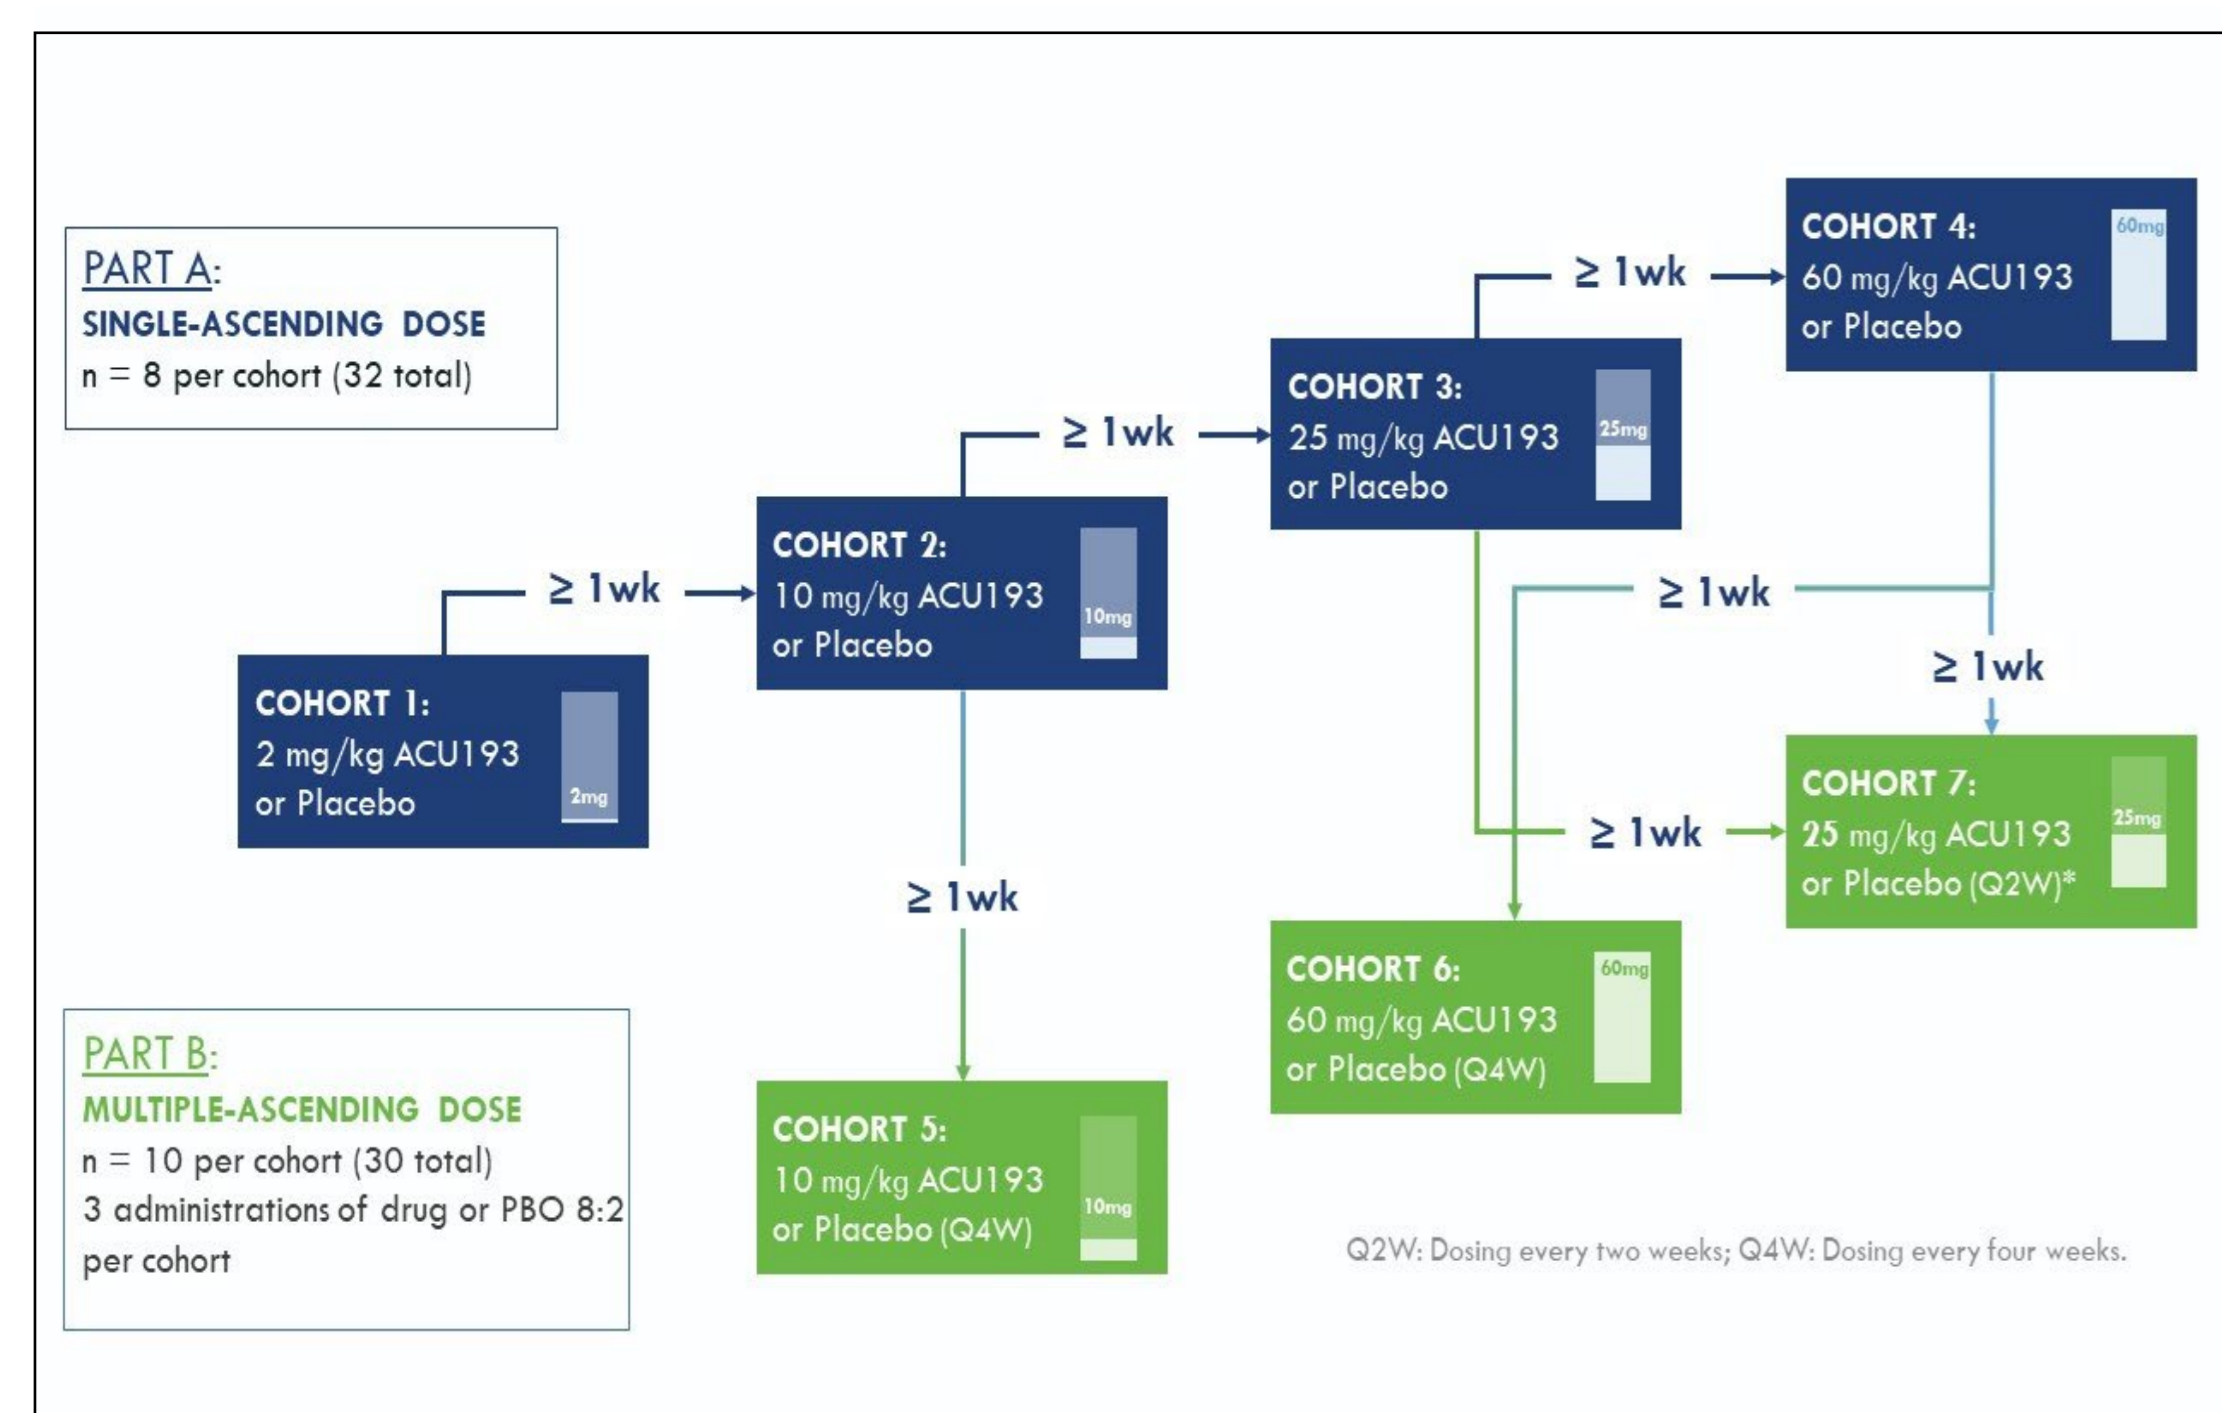 PART A:
SINGLE-ASCENDING DOSE
n = 8 per cohort (32 total)
COHORT 1:
2 mg/kg ACU193
or Placebo
2mg
≥ 1wk
COHORT 2:
10 mg/kg ACU193
or Placebo
10mg
≥ 1wk
COHORT 3:
25 mg/kg ACU193
or Placebo
25mg
≥ 1wk
COHORT 4:
60 mg/kg ACU193
or Placebo
60mg
≥ 1wk
≥ 1wk
≥ 1wk
≥ 1wk
PART B:
MULTIPLE-ASCENDING DOSE
n = 10 per cohort (30 total)
3 administrations of drug or PBO 8:2
per cohort
COHORT 5:
10 mg/kg ACU193
or Placebo (Q4W)
10mg
COHORT 6:
60 mg/kg ACU193
or Placebo (Q4W)
60mg
COHORT 7:
25 mg/kg ACU193
or Placebo (Q2W)*
25mg
Q2W: Dosing every two weeks; Q4W: Dosing every four weeks.